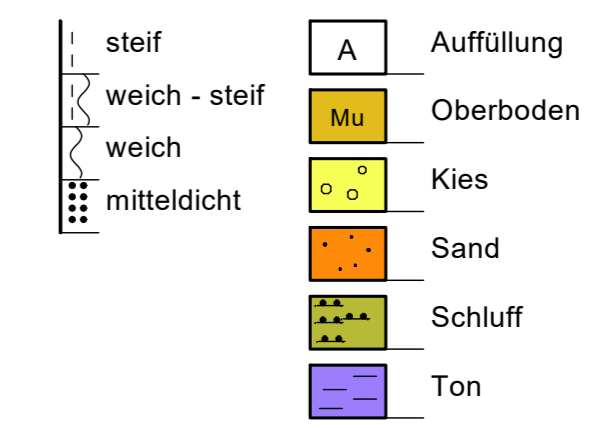 steif
weich - steif
weich
mitteldicht
A Auffüllung
Mu Oberboden
Kies
Sand
Schluff
Ton